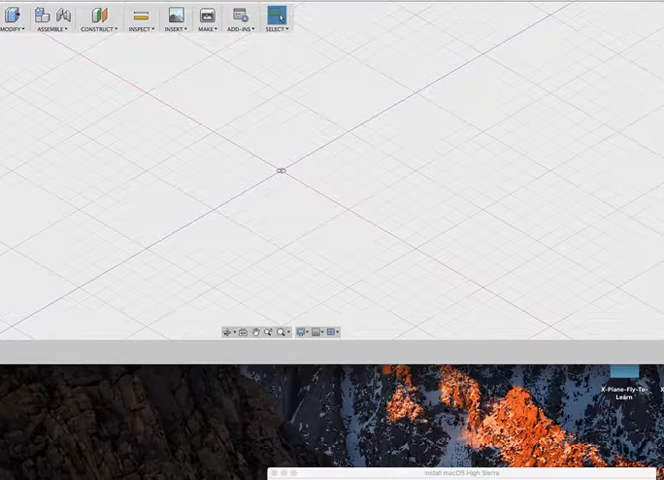 MODIFY ASSEMBLE CONSTRUCT INSPECT INSERT MAKE ADD-INS SELECT
X-Plane-Fly-To-
Learn
Install macOS High Sierra